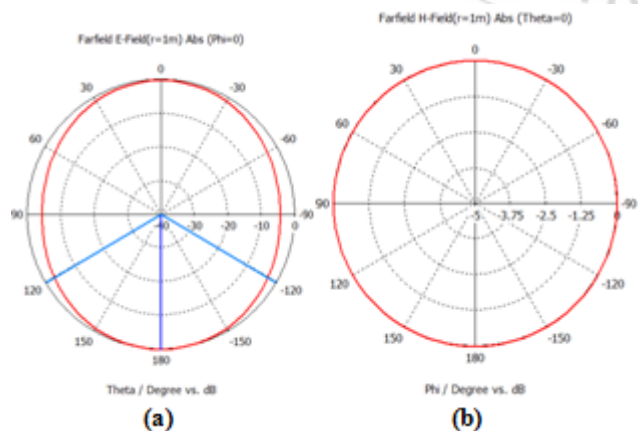 Farfield E-Field(r=1m) Abs (Phi=0)
0
30 -30
60 -60
90 -40 -30 -20 -10 0 -90
120 -120
150 -150
180
Theta / Degree vs. dB
(a)
Farfield H-Field(r=1m) Abs (Theta=0)
0
30 -30
60 -60
90 -5 -3.75 -2.5 -1.25 0 -90
120 -120
150 -150
180
Phi / Degree vs. dB
(b)